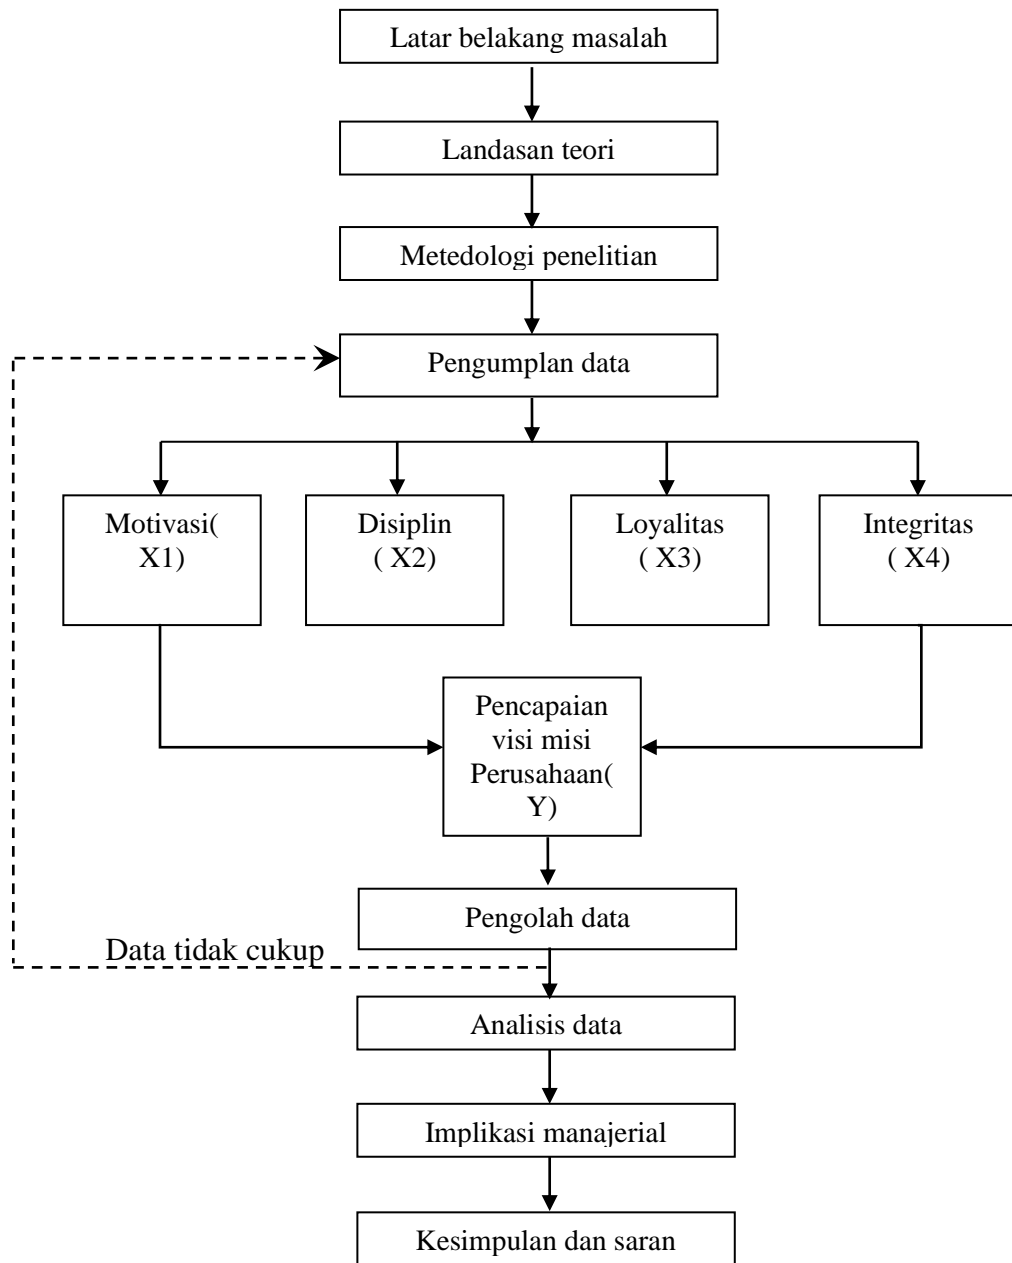 Latar belakang masalah
Landasan teori
Metedologi penelitian
Pengumplan data
Motivasi(
X1)
Disiplin
( X2)
Loyalitas
( X3)
Integritas
( X4)
Pencapaian
visi misi
Perusahaan(
Y)
Pengolah data
Data tidak cukup
Analisis data
Implikasi manajerial
Kesimpulan dan saran